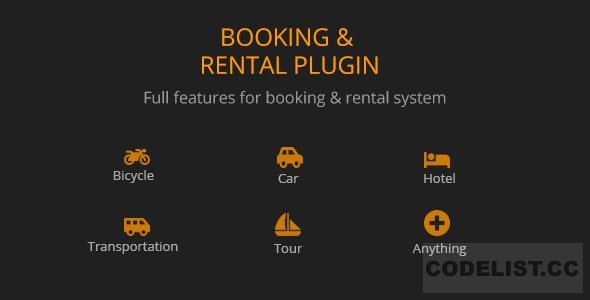 BOOKING &
RENTAL PLUGIN
Full features for booking & rental system
Bicycle
Car
Hotel
Transportation
Tour
Anything
CODELIST.CC